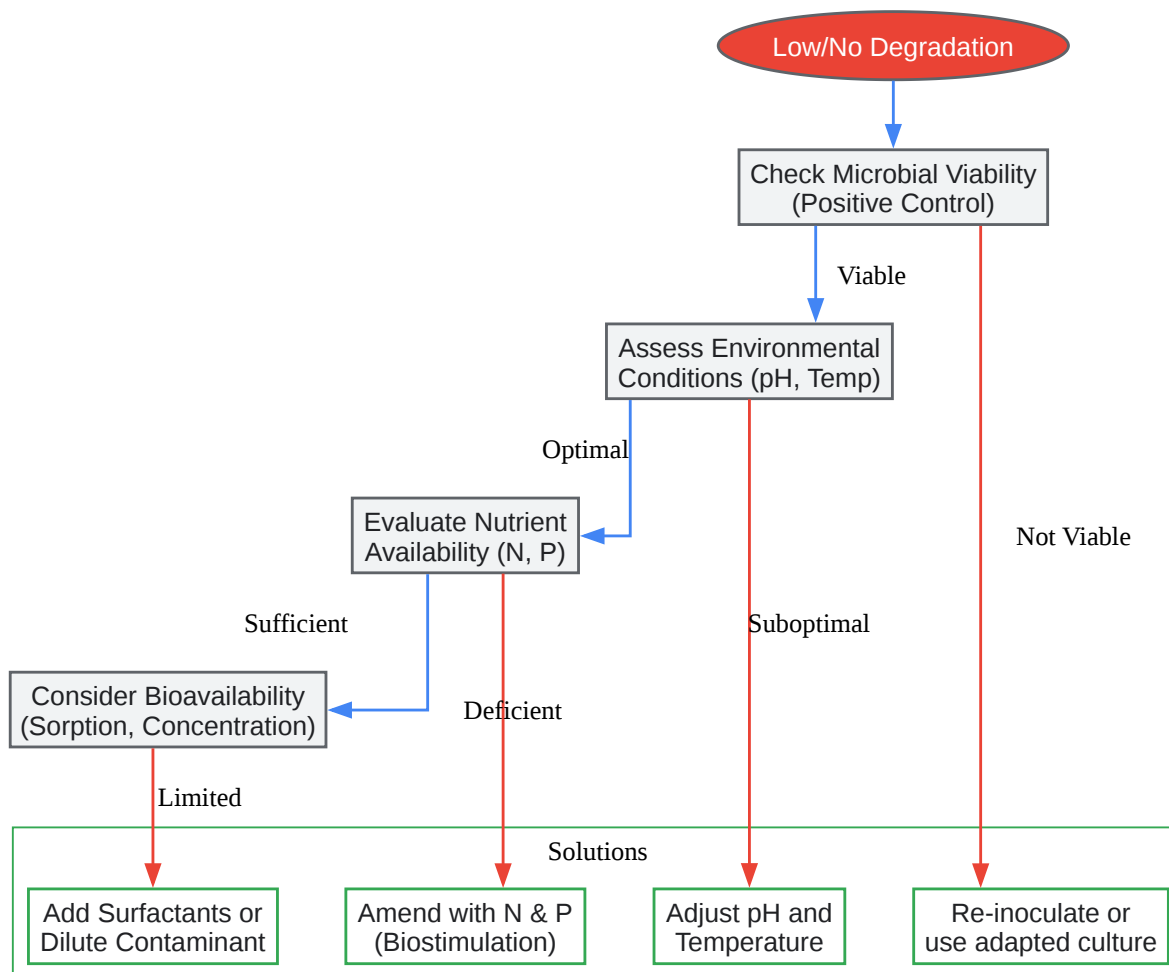 Low/No Degradation
Check Microbial Viability
(Positive Control)
Viable
Assess Environmental
Conditions (pH, Temp)
Optimal
Evaluate Nutrient
Availability (N, P)
Not Viable
Sufficient
Suboptimal
Consider Bioavailability
(Sorption, Concentration)
Deficient
Limited
Solutions
Add Surfactants or
Dilute Contaminant
Amend with N & P
(Biostimulation)
Adjust pH and
Temperature
Re-inoculate or
use adapted culture